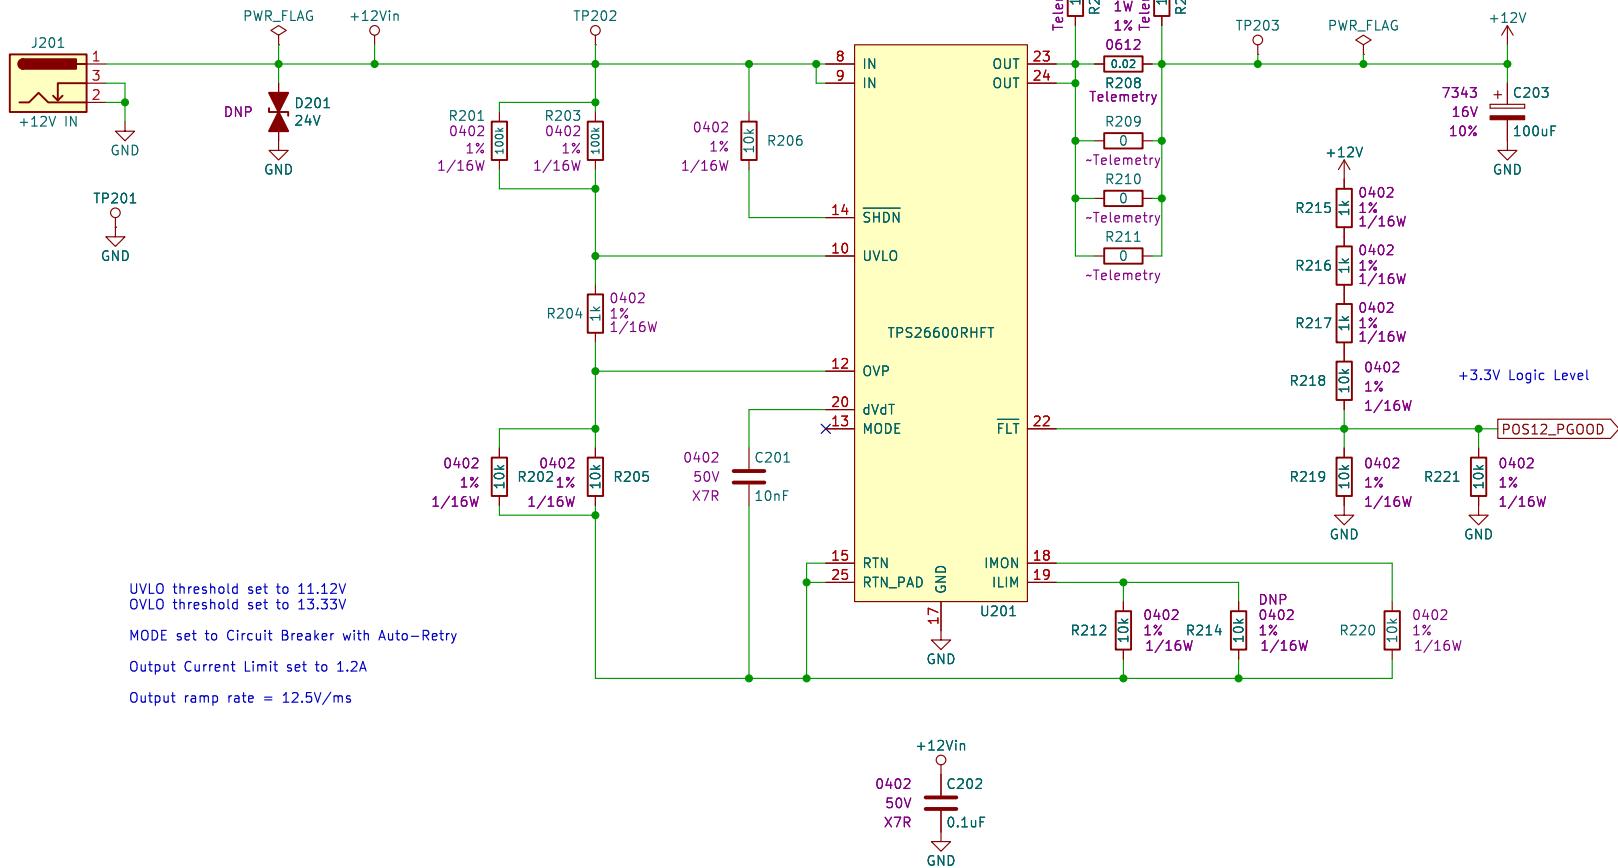 PWR_FLAG
+12Vin
TP202
J201
1
3
2
+12V IN
GND
DNP
D201
24V
GND
TP201
GND
R201
0402
1%
1/16W
100k
R203
0402
1%
1/16W
100k
0402
1%
1/16W
10k
R206
R204
1k
0402
1%
1/16W
0402
1%
1/16W
10k
R202
0402
1%
1/16W
10k
R205
0402
50V
X7R
C201
10nF
8
IN
9
IN
14
SHDN
10
UVLO
12
OVP
20
dVdT
13
MODE
15
RTN
25
RTN_PAD
TPS26600RHFT
23
OUT
24
OUT
22
FLT
18
IMON
19
ILIM
GND
17
U201
GND
1W
1%
0612
0.02
R208
Telemetry
R209
0
~Telemetry
R210
0
~Telemetry
R211
0
~Telemetry
TP203
PWR_FLAG
+12V
7343
16V
10%
C203
100uF
GND
+12V
R215
1k
0402
1%
1/16W
R216
1k
0402
1%
1/16W
R217
1k
0402
1%
1/16W
R218
10k
0402
1%
1/16W
+3.3V Logic Level
POS12_PGOOD
R219
10k
0402
1%
1/16W
GND
R221
10k
0402
1%
1/16W
GND
R212
10k
0402
1%
1/16W
R214
10k
DNP
0402
1%
1/16W
R220
10k
0402
1%
1/16W
UVLO threshold set to 11.12V
OVLO threshold set to 13.33V
MODE set to Circuit Breaker with Auto-Retry
Output Current Limit set to 1.2A
Output ramp rate = 12.5V/ms
+12Vin
0402
50V
X7R
C202
0.1uF
GND